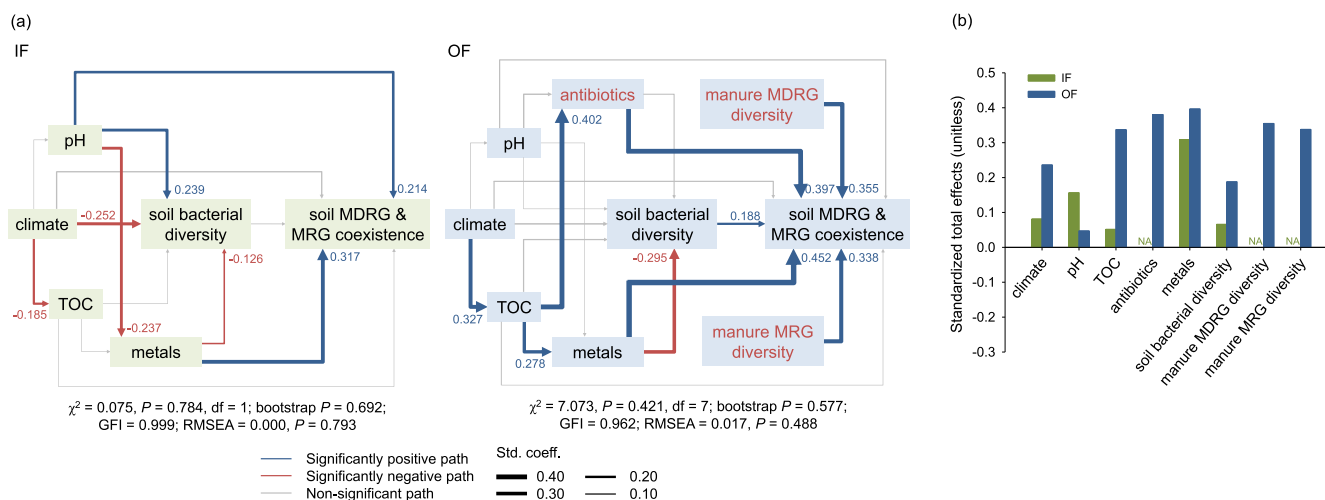 (a)
IF
pH
climate
TOC
metals
soil bacterial
diversity
soil MDRG &
MRG coexistence
0.239
0.214
-0.252
-0.126
0.317
-0.185
-0.237
χ² = 0.075, P = 0.784, df = 1; bootstrap P = 0.692;
GFI = 0.999; RMSEA = 0.000, P = 0.793
OF
antibiotics
manure MDRG
diversity
0.402
pH
0.397
0.355
climate
soil bacterial
diversity
0.188
soil MDRG &
MRG coexistence
-0.295
0.452
0.338
TOC
0.327
0.278
metals
manure MRG
diversity
χ² = 7.073, P = 0.421, df = 7; bootstrap P = 0.577;
GFI = 0.962; RMSEA = 0.017, P = 0.488
Significantly positive path
Significantly negative path
Non-significant path
Std. coeff.
0.40
0.20
0.30
0.10
(b)
Standardized total effects (unitless)
0.5
0.4
0.3
0.2
0.1
0.0
-0.1
-0.2
-0.3
IF
OF
NA
NA
NA
climate
pH
TOC
antibiotics
metals
soil bacterial diversity
manure MDRG diversity
manure MRG diversity